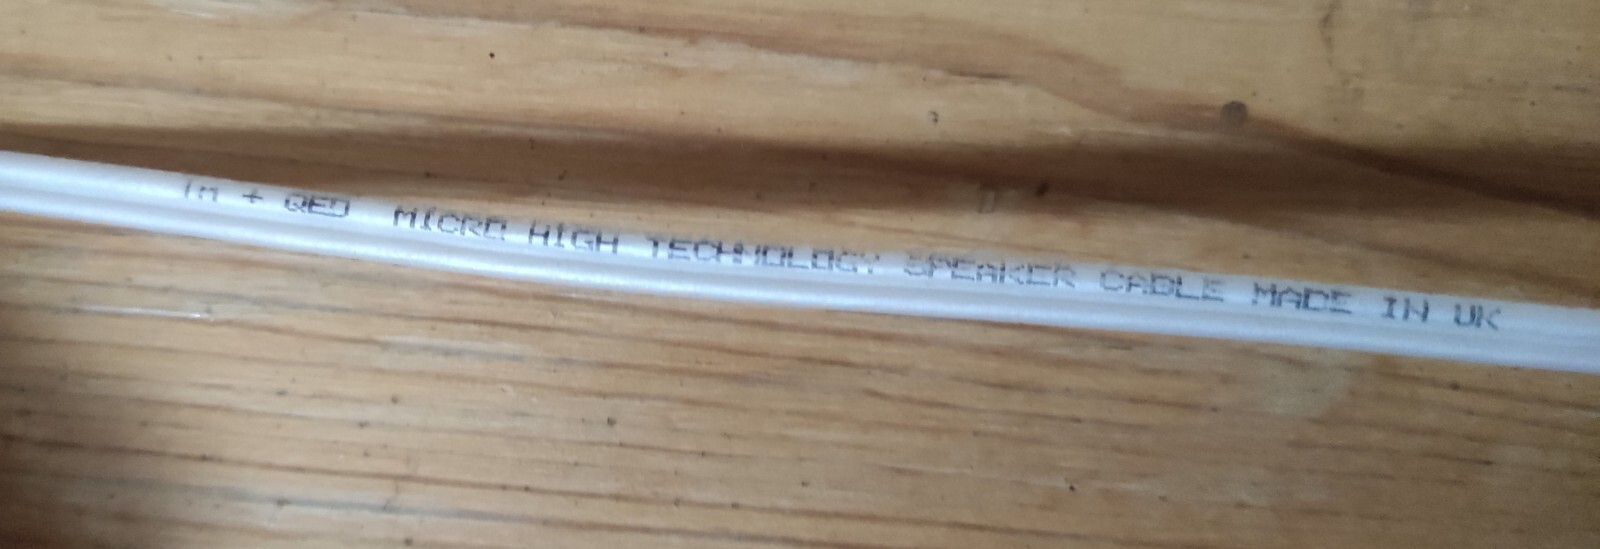 1m + QED MICRO HIGH TECHNOLOGY SPEAKER CABLE MADE IN UK